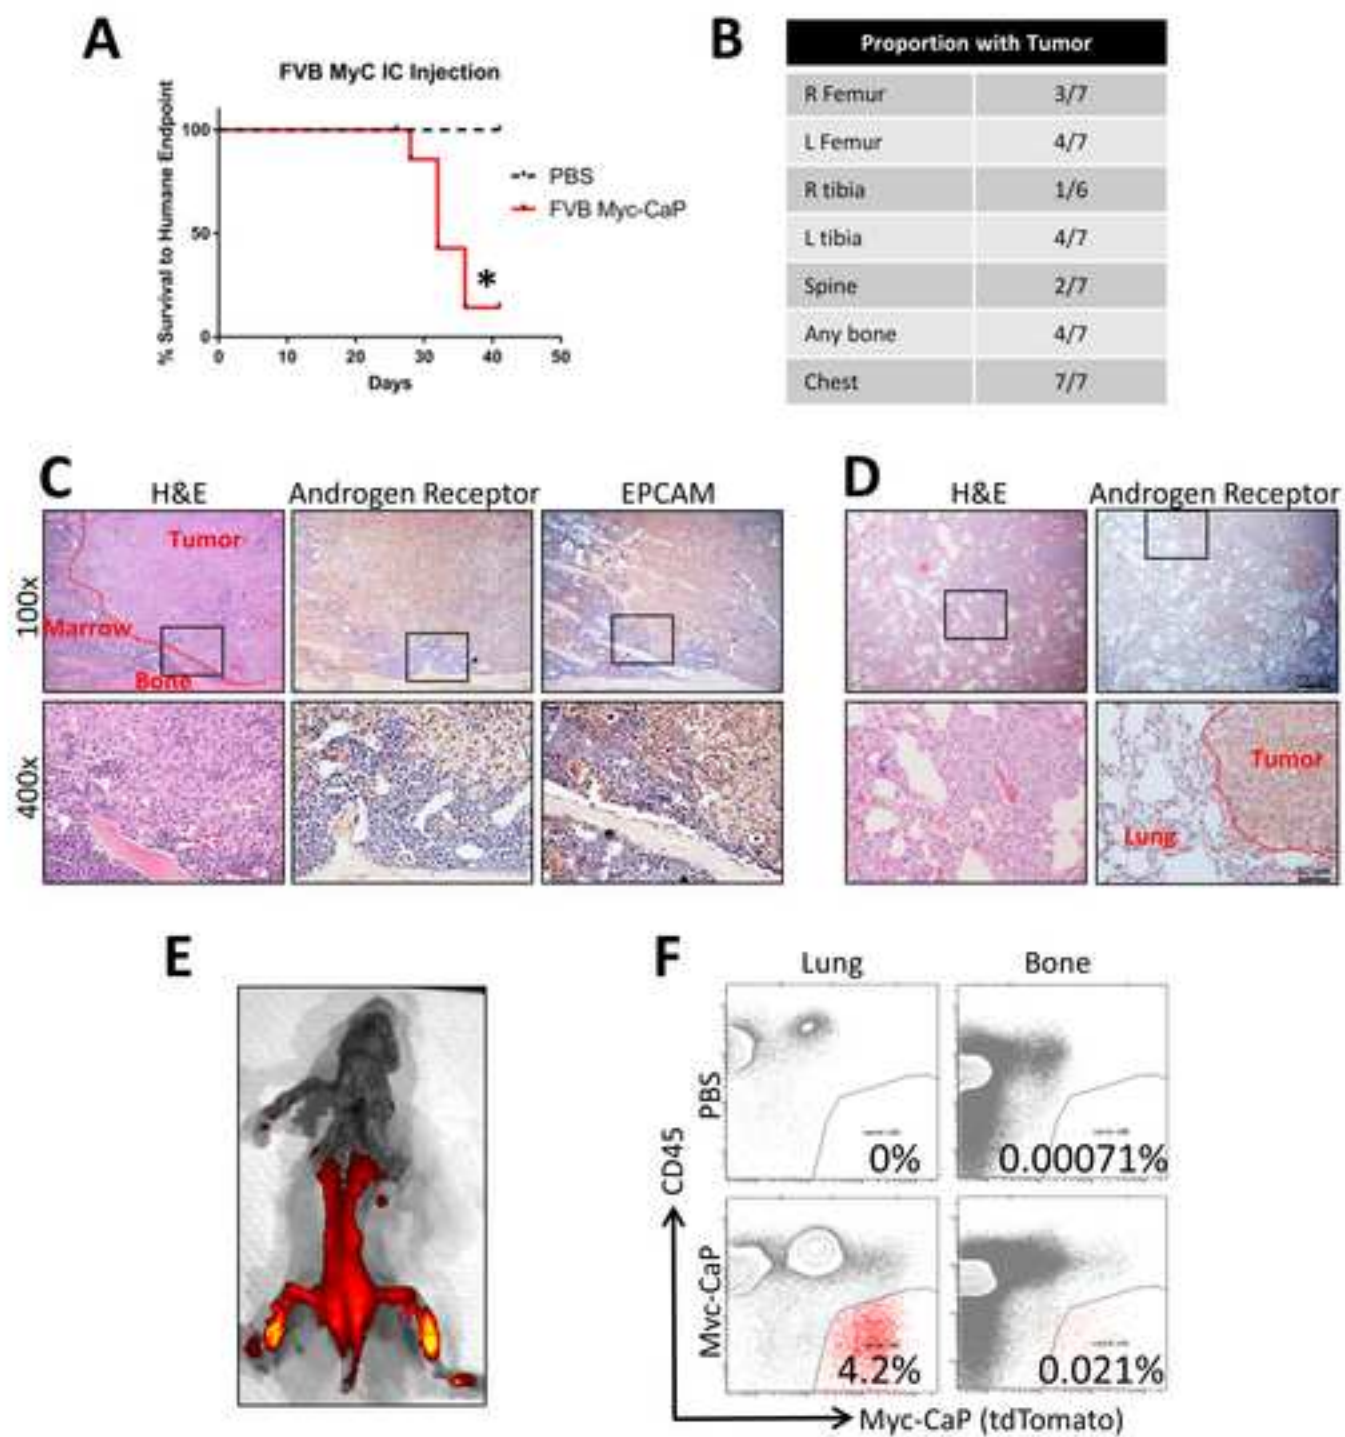 A
FVB MyC IC Injection
% Survival to Humane Endpoint
100
50
0
0 10 20 30 40 50
Days
PBS
FVB Myc-CaP
*
B
Proportion with Tumor
R Femur 3/7
L Femur 4/7
R tibia 1/6
L tibia 4/7
Spine 2/7
Any bone 4/7
Chest 7/7
C
H&E Androgen Receptor EPCAM
100x
Tumor
Marrow
Bone
400x
D
H&E Androgen Receptor
Tumor
Lung
E
F
Lung Bone
PBS
0% 0.00071%
CD45
Myc-CaP
4.2% 0.021%
Myc-CaP (tdTomato)